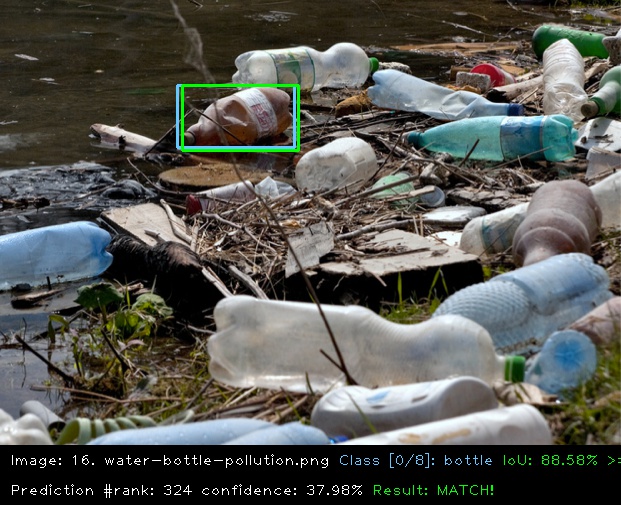 Image: 16. water-bottle-pollution.png Class [0/8]: bottle IoU: 88.58% >=
Prediction #rank: 324 confidence: 37.98% Result: MATCH!